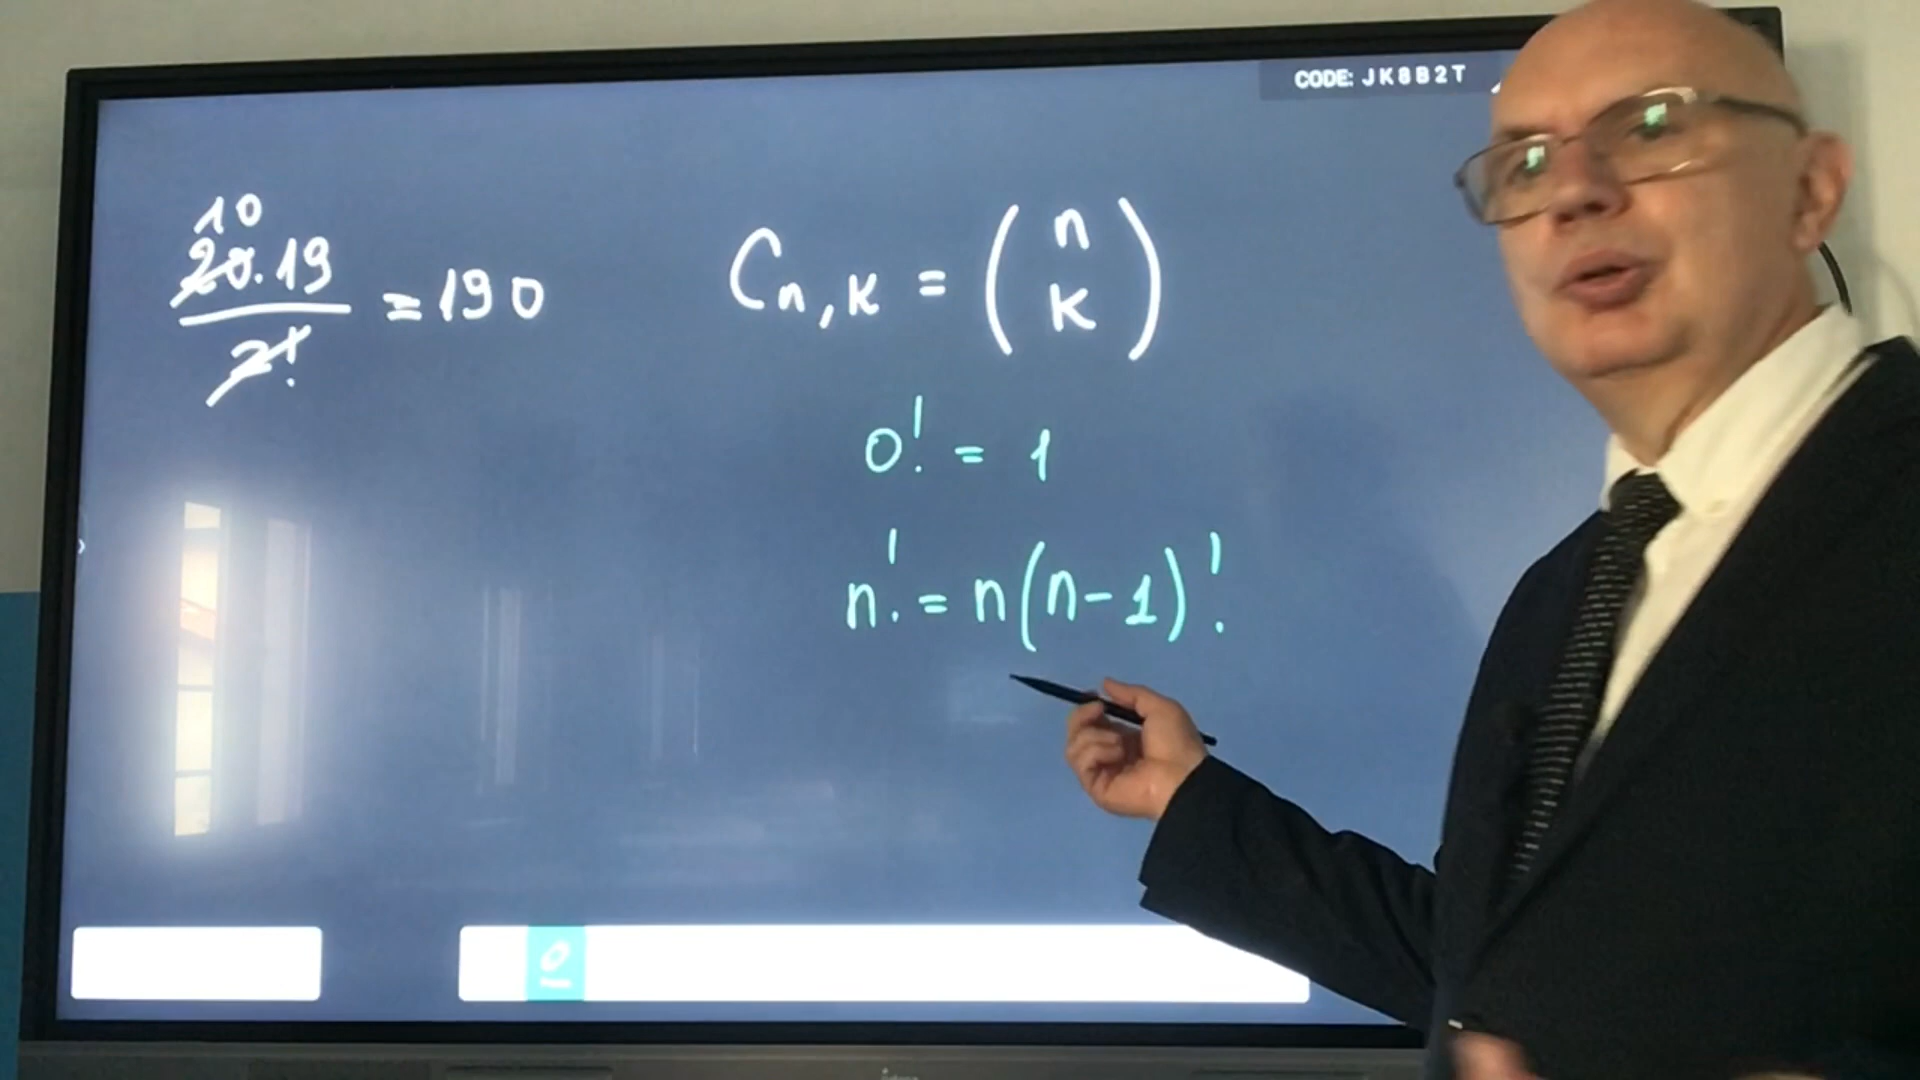 CODE: JK8B2T
10
20.19
2!
=190
Cn,k = (n k)
0! = 1
n! = n(n-1)!